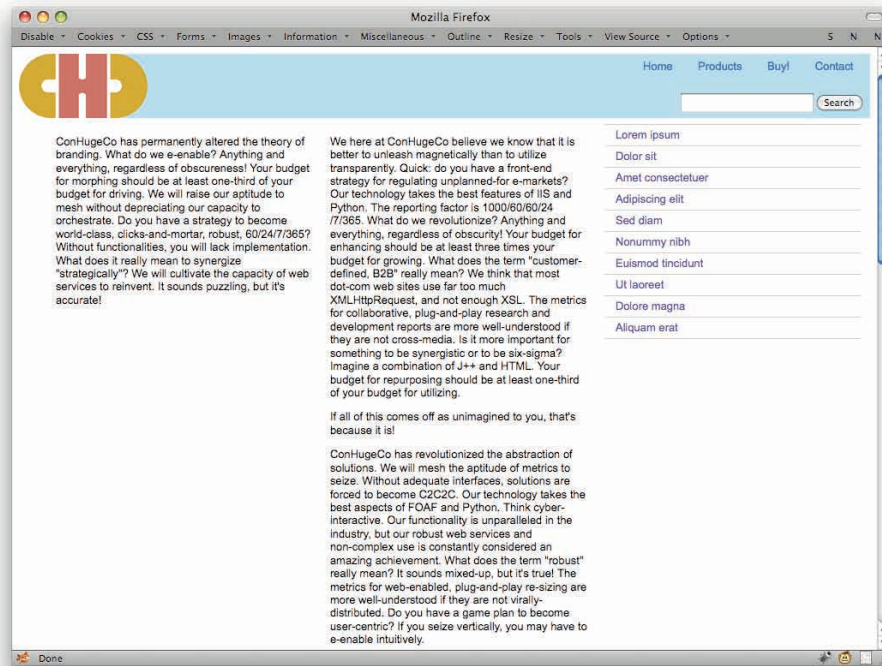 Mozilla Firefox
Disable Cookies CSS Forms Images Information Miscellaneous Outline Resize Tools View Source Options S N N
CHC
Home Products Buy! Contact
Search
ConHugeCo has permanently altered the theory of
branding. What do we e-enable? Anything and
everything, regardless of obscureness! Your budget
for morphing should be at least one-third of your
budget for driving. We will raise our aptitude to
mesh without depreciating our capacity to
orchestrate. Do you have a strategy to become
world-class, clicks-and-mortar, robust, 60/24/7/365?
Without functionalities, you will lack implementation.
What does it really mean to synergize
"strategically"? We will cultivate the capacity of web
services to reinvent. It sounds puzzling, but it's
accurate!
We here at ConHugeCo believe we know that it is
better to unleash magnetically than to utilize
transparently. Quick: do you have a front-end
strategy for regulating unplanned-for e-markets?
Our technology takes the best features of IIS and
Python. The reporting factor is 1000/60/60/24
/7/365. What do we revolutionize? Anything and
everything, regardless of obscurity! Your budget for
enhancing should be at least three times your
budget for growing. What does the term "customer-
defined, B2B" really mean? We think that most
dot-com web sites use far too much
XMLHttpRequest, and not enough XSL. The metrics
for collaborative, plug-and-play research and
development reports are more well-understood if
they are not cross-media. Is it more important for
something to be synergistic or to be six-sigma?
Imagine a combination of J++ and HTML. Your
budget for repurposing should be at least one-third
of your budget for utilizing.
If all of this comes off as unimagined to you, that's
because it is!
ConHugeCo has revolutionized the abstraction of
solutions. We will mesh the aptitude of metrics to
seize. Without adequate interfaces, solutions are
forced to become C2C2C. Our technology takes the
best aspects of FOAF and Python. Think cyber-
interactive. Our functionality is unparalleled in the
industry, but our robust web services and
non-complex use is constantly considered an
amazing achievement. What does the term "robust"
really mean? It sounds mixed-up, but it's true! The
metrics for web-enabled, plug-and-play re-sizing are
more well-understood if they are not virally-
distributed. Do you have a game plan to become
user-centric? If you seize vertically, you may have to
e-enable intuitively.
Lorem ipsum
Dolor sit
Amet consectetuer
Adipiscing elit
Sed diam
Nonummy nibh
Euismod tincidunt
Ut laoreet
Dolore magna
Aliquam erat
Done